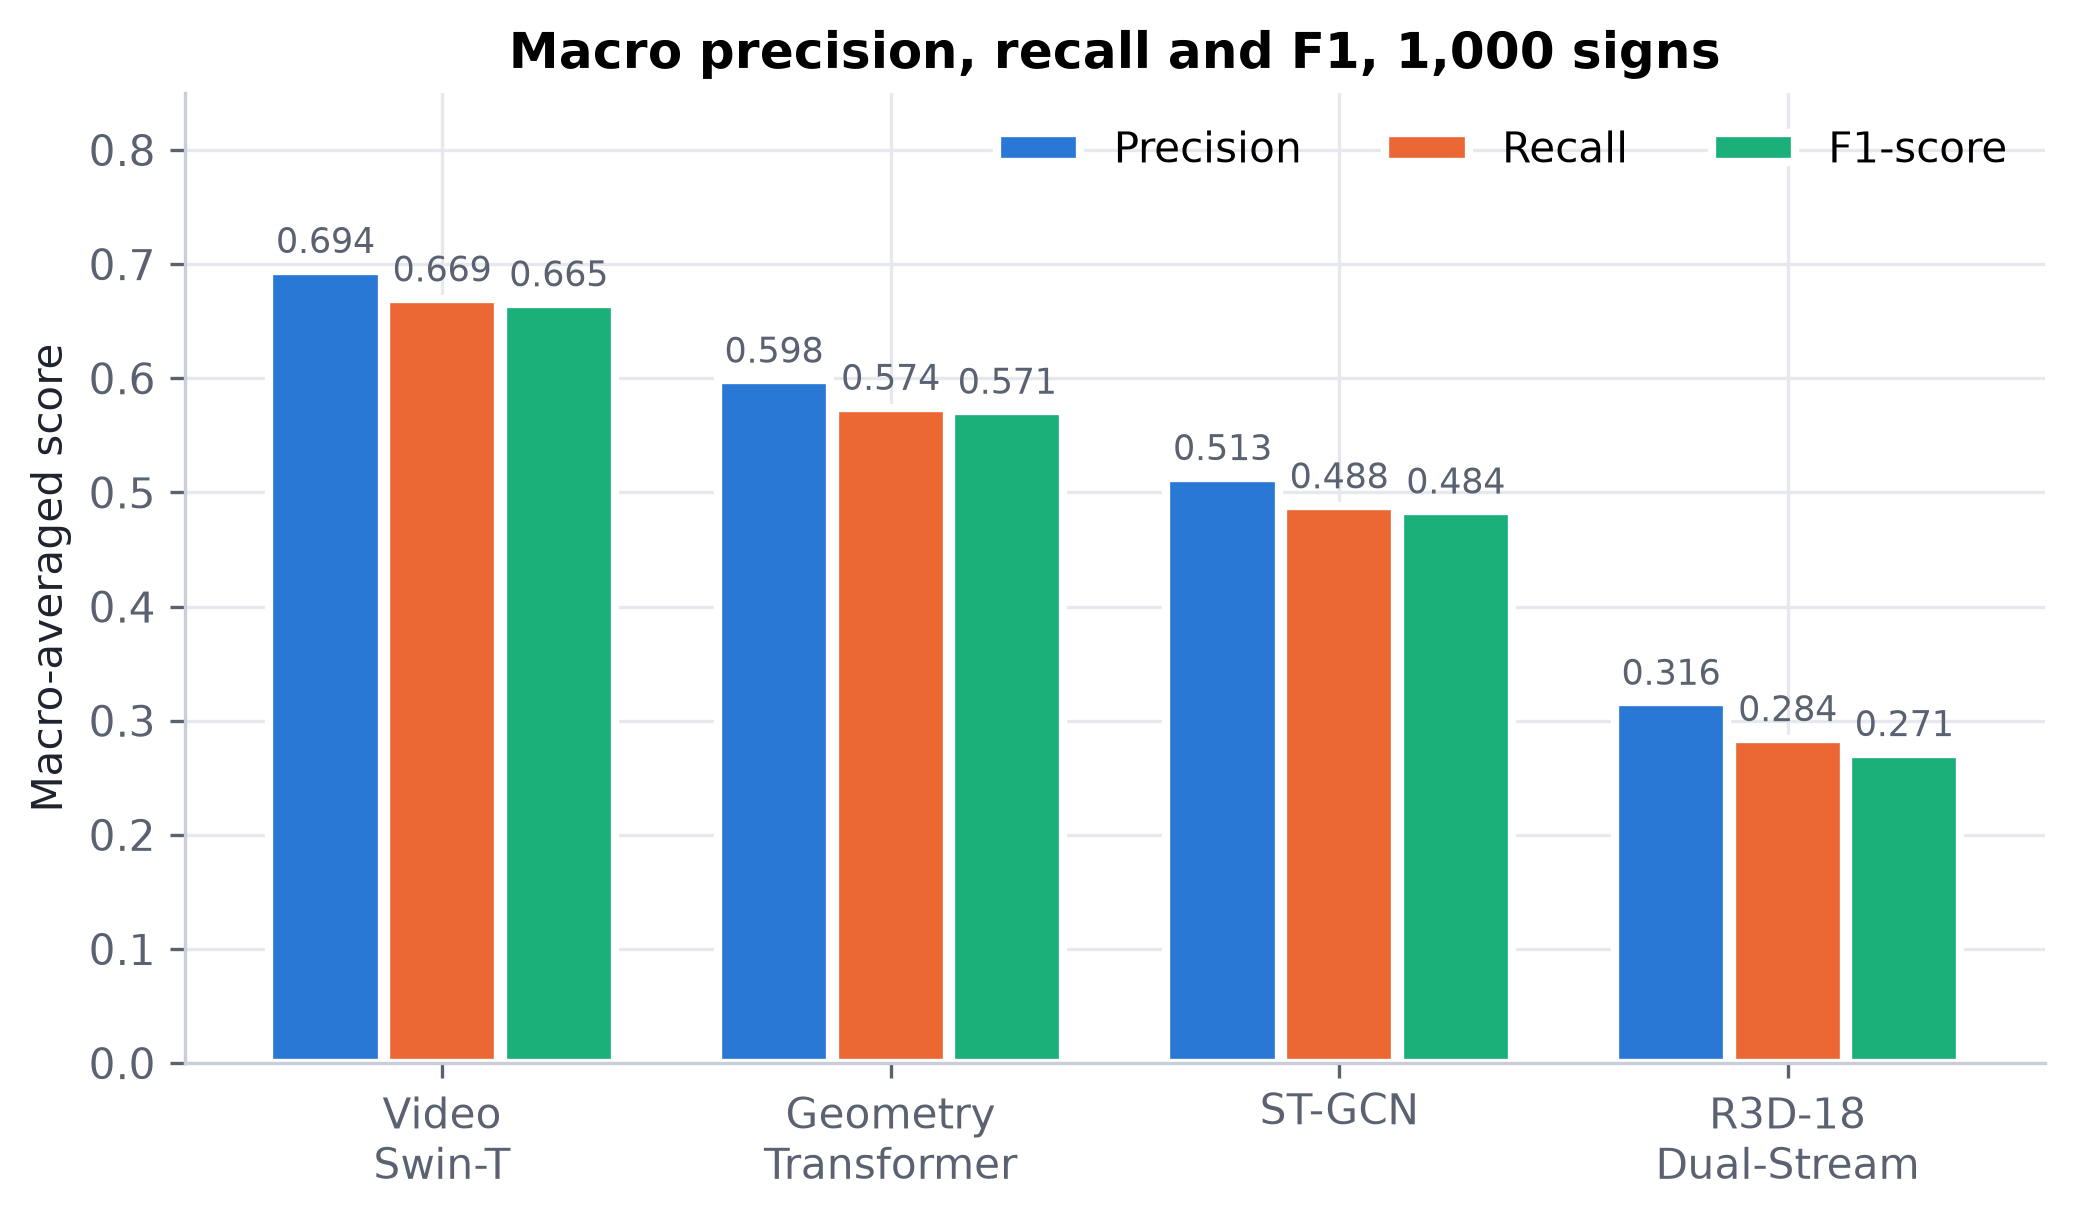 Macro precision, recall and F1, 1,000 signs
Precision Recall F1-score
Macro-averaged score
0.8
0.7
0.6
0.5
0.4
0.3
0.2
0.1
0.0
0.694 0.669 0.665
0.598 0.574 0.571
0.513 0.488 0.484
0.316 0.284 0.271
Video
Swin-T
Geometry
Transformer
ST-GCN
R3D-18
Dual-Stream